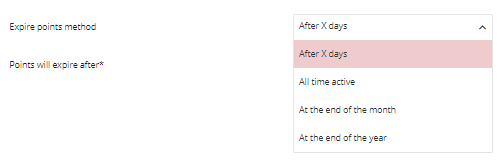 Expire points method
After X days
After X days
Points will expire after*
All time active
At the end of the month
At the end of the year